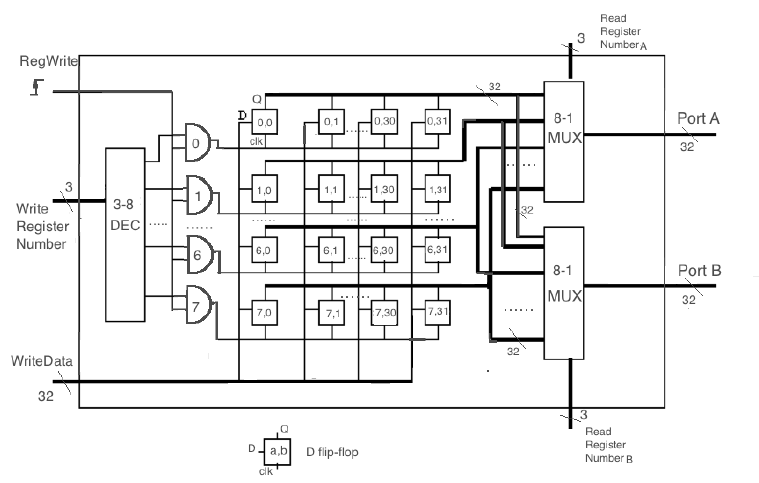 Read
Register
Number A
3
RegWrite
Q
32
D
0,0
0,1
0,30
0,31
8-1
MUX
Port A
32
clk
0
......
3
3-8
DEC
1
1,0
1,1
1,30
1,31
......
Write
Register
Number
.....
......
......
.....
......
32
6
6,0
6,1
6,30
6,31
8-1
MUX
Port B
32
......
7
7,0
7,1
7,30
7,31
......
......
32
WriteData
32
3
Read
Register
Number B
Q
D
a,b
D flip-flop
clk